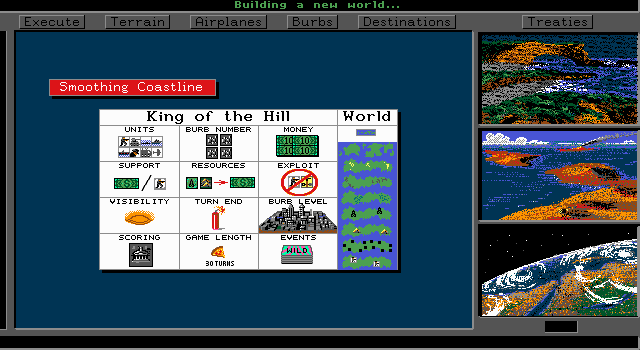 Building a new world...
Execute Terrain Airplanes Burbs Destinations Treaties
Smoothing Coastline
King of the Hill World
UNITS BURB NUMBER MONEY
SUPPORT RESOURCES EXPLOIT
VISIBILITY TURN END BURB LEVEL
SCORING GAME LENGTH EVENTS
30 TURNS
WILD